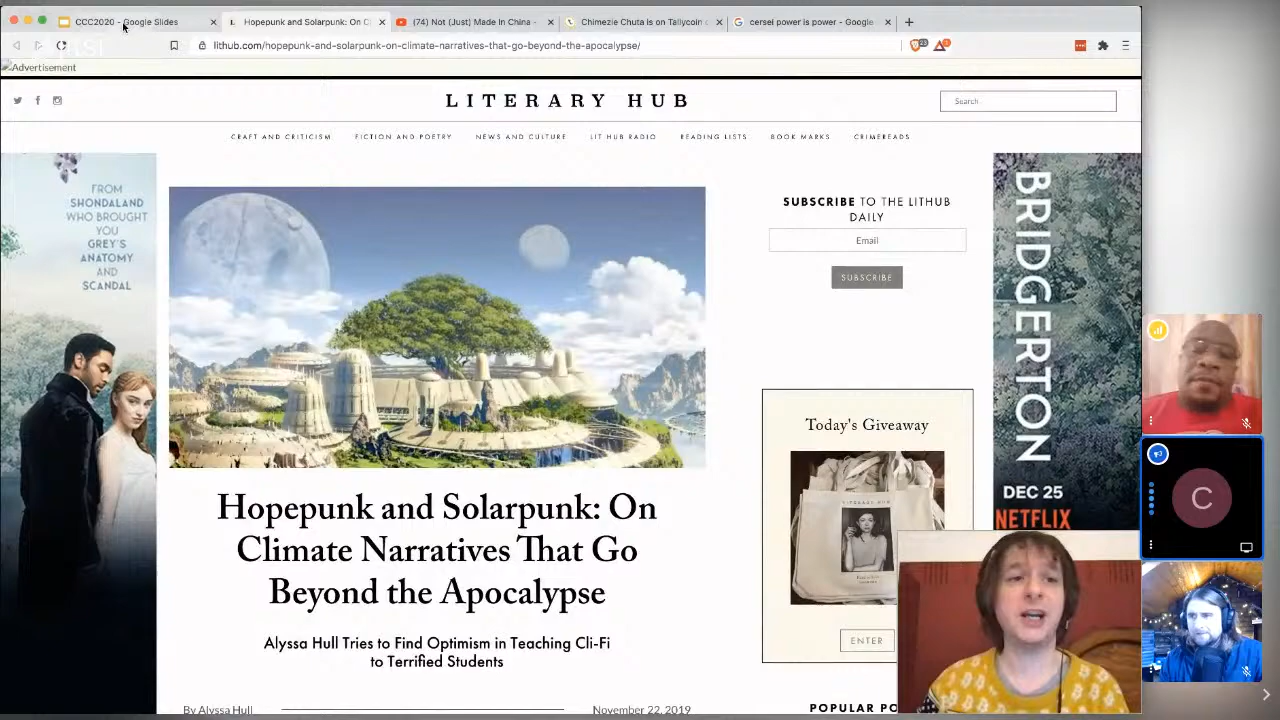 CCC2020 - Google Slides
Hopepunk and Solarpunk: On C
(74) Not (Just) Made In China -
Chimezie Chuta is on Tallycoin
cersei power is power - Google
lithub.com/hopepunk-and-solarpunk-on-climate-narratives-that-go-beyond-the-apocalypse/
Advertisement
LITERARY HUB
Search
CRAFT AND CRITICISM
FICTION AND POETRY
NEWS AND CULTURE
LIT HUB RADIO
READING LISTS
BOOK MARKS
CRIMEREADS
FROM
SHONDALAND
WHO BROUGHT
YOU
GREY'S
ANATOMY
AND
SCANDAL
SUBSCRIBE TO THE LITHUB
DAILY
Email
SUBSCRIBE
BRIDGERTON
DEC 25
NETFLIX
Today's Giveaway
ENTER
Hopepunk and Solarpunk: On
Climate Narratives That Go
Beyond the Apocalypse
Alyssa Hull Tries to Find Optimism in Teaching Cli-Fi
to Terrified Students
By Alyssa Hull
November 22, 2019
POPULAR PO
C